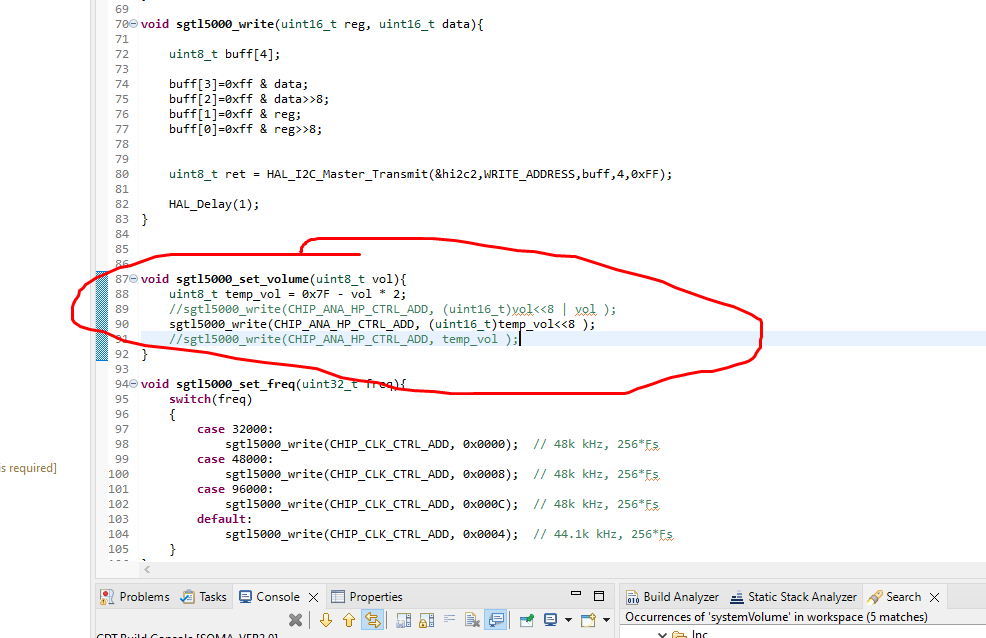 69
70 void sgtl5000_write(uint16_t reg, uint16_t data){
71
72 uint8_t buff[4];
73
74 buff[3]=0xff & data;
75 buff[2]=0xff & data>>8;
76 buff[1]=0xff & reg;
77 buff[0]=0xff & reg>>8;
78
79
80 uint8_t ret = HAL_I2C_Master_Transmit(&hi2c2,WRITE_ADDRESS,buff,4,0xFF);
81
82 HAL_Delay(1);
83 }
84
85
86
87 void sgtl5000_set_volume(uint8_t vol){
88 uint8_t temp_vol = 0x7F - vol * 2;
89 //sgtl5000_write(CHIP_ANA_HP_CTRL_ADD, (uint16_t)vol<<8 | vol );
90 sgtl5000_write(CHIP_ANA_HP_CTRL_ADD, (uint16_t)temp_vol<<8 );
91 //sgtl5000_write(CHIP_ANA_HP_CTRL_ADD, temp_vol );
92 }
93
94 void sgtl5000_set_freq(uint32_t freq){
95 switch(freq)
96 {
97 case 32000:
98 sgtl5000_write(CHIP_CLK_CTRL_ADD, 0x0000); // 48k kHz, 256*Fs
99 case 48000:
100 sgtl5000_write(CHIP_CLK_CTRL_ADD, 0x0008); // 48k kHz, 256*Fs
101 case 96000:
102 sgtl5000_write(CHIP_CLK_CTRL_ADD, 0x000C); // 48k kHz, 256*Fs
103 default:
104 sgtl5000_write(CHIP_CLK_CTRL_ADD, 0x0004); // 44.1k kHz, 256*Fs
105 }
is required]
Problems Tasks Console Properties
Build Analyzer Static Stack Analyzer Search
Occurrences of 'systemVolume' in workspace (5 matches)
Inc